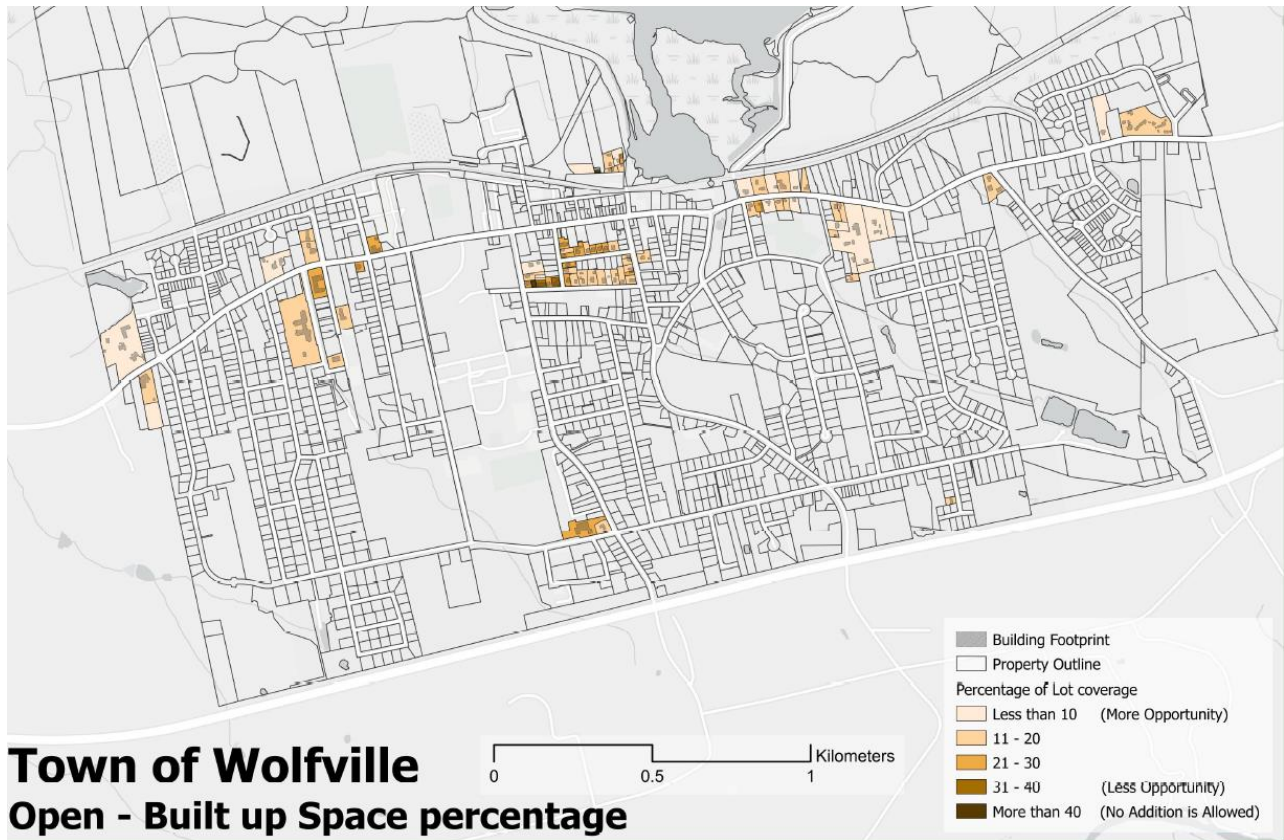 Building Footprint
Property Outline
Percentage of Lot coverage
Less than 10 (More Opportunity)
11 - 20
21 - 30
31 - 40 (Less Opportunity)
More than 40 (No Addition is Allowed)
Town of Wolfville
Open - Built up Space percentage
Kilometers
0 0.5 1